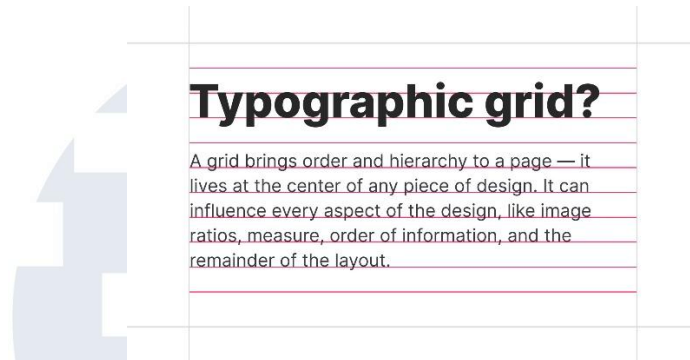 Typographic grid?
A grid brings order and hierarchy to a page — it
lives at the center of any piece of design. It can
influence every aspect of the design, like image
ratios, measure, order of information, and the
remainder of the layout.